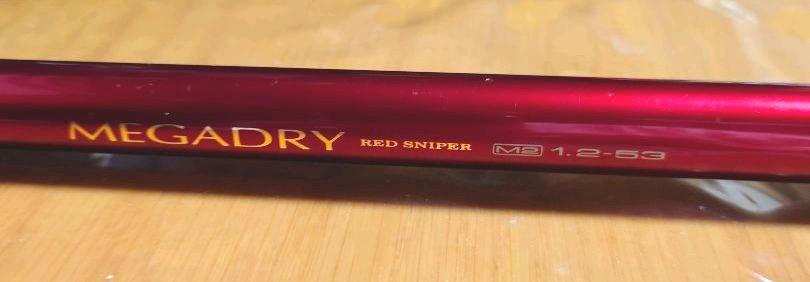 MEGADRY RED SNIPER M2 1.2-53